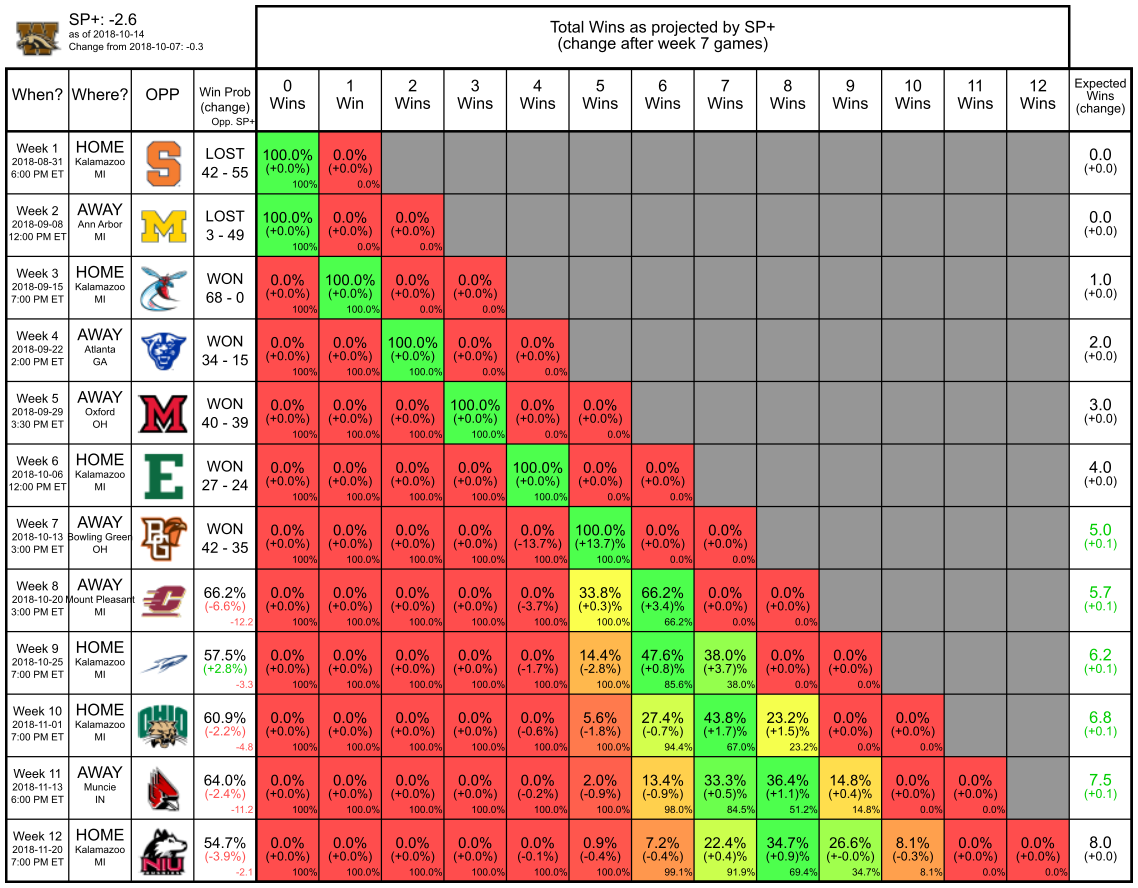 SP+: -2.6
as of 2018-10-14
Change from 2018-10-07: -0.3
Total Wins as projected by SP+
(change after week 7 games)
When? Where? OPP Win Prob (change) Opp. SP+ 0 Wins 1 Win 2 Wins 3 Wins 4 Wins 5 Wins 6 Wins 7 Wins 8 Wins 9 Wins 10 Wins 11 Wins 12 Wins Expected Wins (change)
Week 1 HOME S LOST 100.0% 0.0% 0.0
2018-08-31 Kalamazoo 42 - 55 (+0.0%) (+0.0%) (+0.0)
6:00 PM ET MI 100% 0.0%
Week 2 AWAY M LOST 100.0% 0.0% 0.0% 0.0
2018-09-08 Ann Arbor 3 - 49 (+0.0%) (+0.0%) (+0.0%) (+0.0)
12:00 PM ET MI 100% 0.0% 0.0%
Week 3 HOME WON 0.0% 100.0% 0.0% 0.0% 1.0
2018-09-15 Kalamazoo 68 - 0 (+0.0%) (+0.0%) (+0.0%) (+0.0%) (+0.0)
7:00 PM ET MI 100% 100.0% 0.0% 0.0%
Week 4 AWAY WON 0.0% 0.0% 100.0% 0.0% 0.0% 2.0
2018-09-22 Atlanta 34 - 15 (+0.0%) (+0.0%) (+0.0%) (+0.0%) (+0.0%) (+0.0)
2:00 PM ET GA 100% 100.0% 100.0% 0.0% 0.0%
Week 5 AWAY M WON 0.0% 0.0% 0.0% 100.0% 0.0% 0.0% 3.0
2018-09-29 Oxford 40 - 39 (+0.0%) (+0.0%) (+0.0%) (+0.0%) (+0.0%) (+0.0%) (+0.0)
3:30 PM ET OH 100% 100.0% 100.0% 100.0% 0.0% 0.0%
Week 6 HOME E WON 0.0% 0.0% 0.0% 0.0% 100.0% 0.0% 0.0% 4.0
2018-10-06 Kalamazoo 27 - 24 (+0.0%) (+0.0%) (+0.0%) (+0.0%) (+0.0%) (+0.0%) (+0.0%) (+0.0)
12:00 PM ET MI 100% 100.0% 100.0% 100.0% 100.0% 0.0% 0.0%
Week 7 AWAY BG WON 0.0% 0.0% 0.0% 0.0% 0.0% 100.0% 0.0% 0.0% 5.0
2018-10-13 Bowling Green 42 - 35 (+0.0%) (+0.0%) (+0.0%) (+0.0%) (-13.7%) (+13.7)% (+0.0%) (+0.0%) (+0.1)
3:00 PM ET OH 100% 100.0% 100.0% 100.0% 100.0% 100.0% 0.0% 0.0%
Week 8 AWAY C 66.2% 0.0% 0.0% 0.0% 0.0% 0.0% 33.8% 66.2% 0.0% 0.0% 5.7
2018-10-20 Mount Pleasant (-6.6%) (+0.0%) (+0.0%) (+0.0%) (+0.0%) (-3.7%) (+0.3)% (+3.4)% (+0.0%) (+0.0%) (+0.1)
3:00 PM ET MI -12.2 100% 100.0% 100.0% 100.0% 100.0% 100.0% 66.2% 0.0% 0.0%
Week 9 HOME 57.5% 0.0% 0.0% 0.0% 0.0% 0.0% 14.4% 47.6% 38.0% 0.0% 0.0% 6.2
2018-10-25 Kalamazoo (+2.8%) (+0.0%) (+0.0%) (+0.0%) (+0.0%) (-1.7%) (-2.8%) (+0.8)% (+3.7)% (+0.0%) (+0.0%) (+0.1)
7:00 PM ET MI -3.3 100% 100.0% 100.0% 100.0% 100.0% 100.0% 85.6% 38.0% 0.0% 0.0%
Week 10 HOME OHIO 60.9% 0.0% 0.0% 0.0% 0.0% 0.0% 5.6% 27.4% 43.8% 23.2% 0.0% 0.0% 6.8
2018-11-01 Kalamazoo (-2.2%) (+0.0%) (+0.0%) (+0.0%) (+0.0%) (-0.6%) (-1.8%) (-0.7%) (+1.7)% (+1.5)% (+0.0%) (+0.0%) (+0.1)
7:00 PM ET MI -4.8 100% 100.0% 100.0% 100.0% 100.0% 100.0% 94.4% 67.0% 23.2% 0.0% 0.0%
Week 11 AWAY 64.0% 0.0% 0.0% 0.0% 0.0% 0.0% 2.0% 13.4% 33.3% 36.4% 14.8% 0.0% 0.0% 7.5
2018-11-13 Muncie (-2.4%) (+0.0%) (+0.0%) (+0.0%) (+0.0%) (-0.2%) (-0.9%) (-0.9%) (+0.5)% (+1.1)% (+0.4)% (+0.0%) (+0.0%) (+0.1)
6:00 PM ET IN -11.2 100% 100.0% 100.0% 100.0% 100.0% 100.0% 98.0% 84.5% 51.2% 14.8% 0.0% 0.0%
Week 12 HOME NIU 54.7% 0.0% 0.0% 0.0% 0.0% 0.0% 0.9% 7.2% 22.4% 34.7% 26.6% 8.1% 0.0% 0.0% 8.0
2018-11-20 Kalamazoo (-3.9%) (+0.0%) (+0.0%) (+0.0%) (+0.0%) (-0.1%) (-0.4%) (-0.4%) (+0.4)% (+0.9)% (+-0.0)% (-0.3%) (+0.0%) (+0.0%) (+0.0)
7:00 PM ET MI -2.1 100% 100.0% 100.0% 100.0% 100.0% 100.0% 99.1% 91.9% 69.4% 34.7% 8.1% 0.0% 0.0%